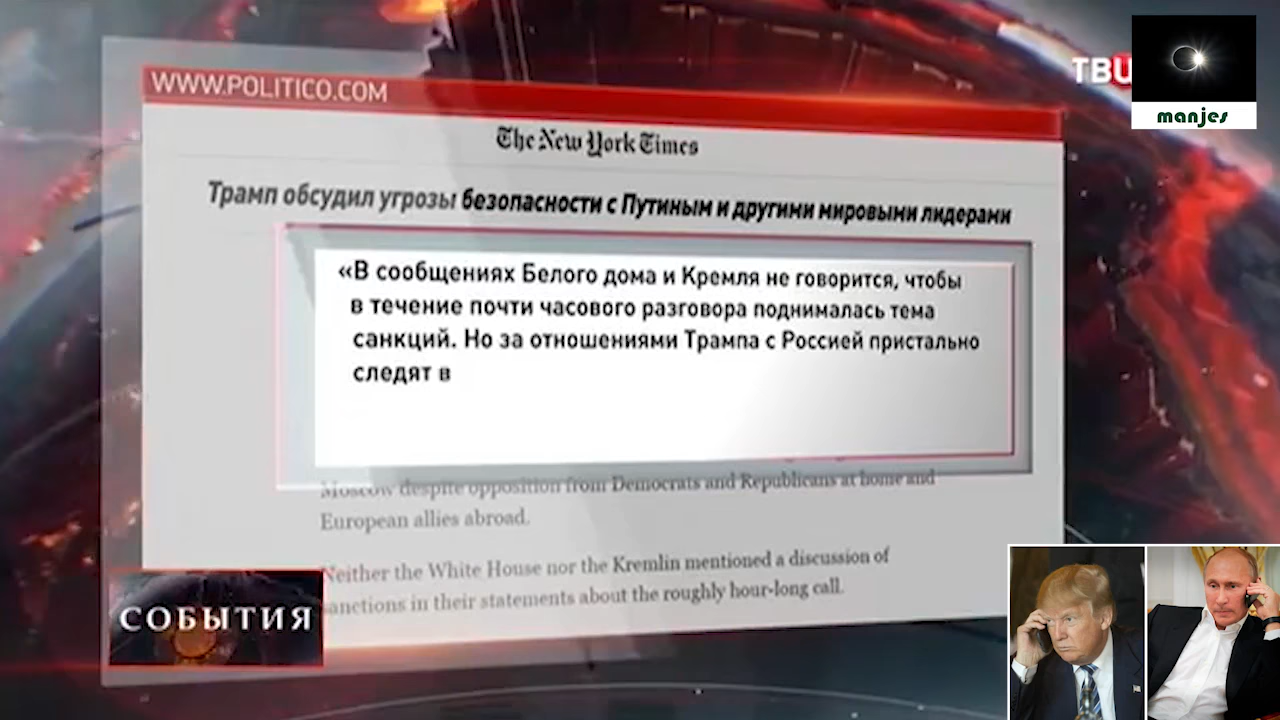 WWW.POLITICO.COM
ТВЦ
manjes
The New York Times
Трамп обсудил угрозы безопасности с Путиным и другими мировыми лидерами
«В сообщениях Белого дома и Кремля не говорится, чтобы
в течение почти часового разговора поднималась тема
санкций. Но за отношениями Трампа с Россией пристально
следят в
Moscow despite opposition from Democrats and Republicans at home and
European allies abroad.
Neither the White House nor the Kremlin mentioned a discussion of
sanctions in their statements about the roughly hour-long call.
СОБЫТИЯ